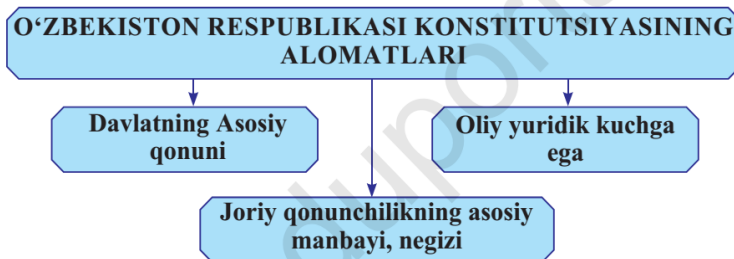 O‘ZBEKISTON RESPUBLIKASI KONSTITUTSIYASINING
ALOMATLARI
Davlatning Asosiy
qonuni
Oliy yuridik kuchga
ega
Joriy qonunchilikning asosiy
manbayi, negizi